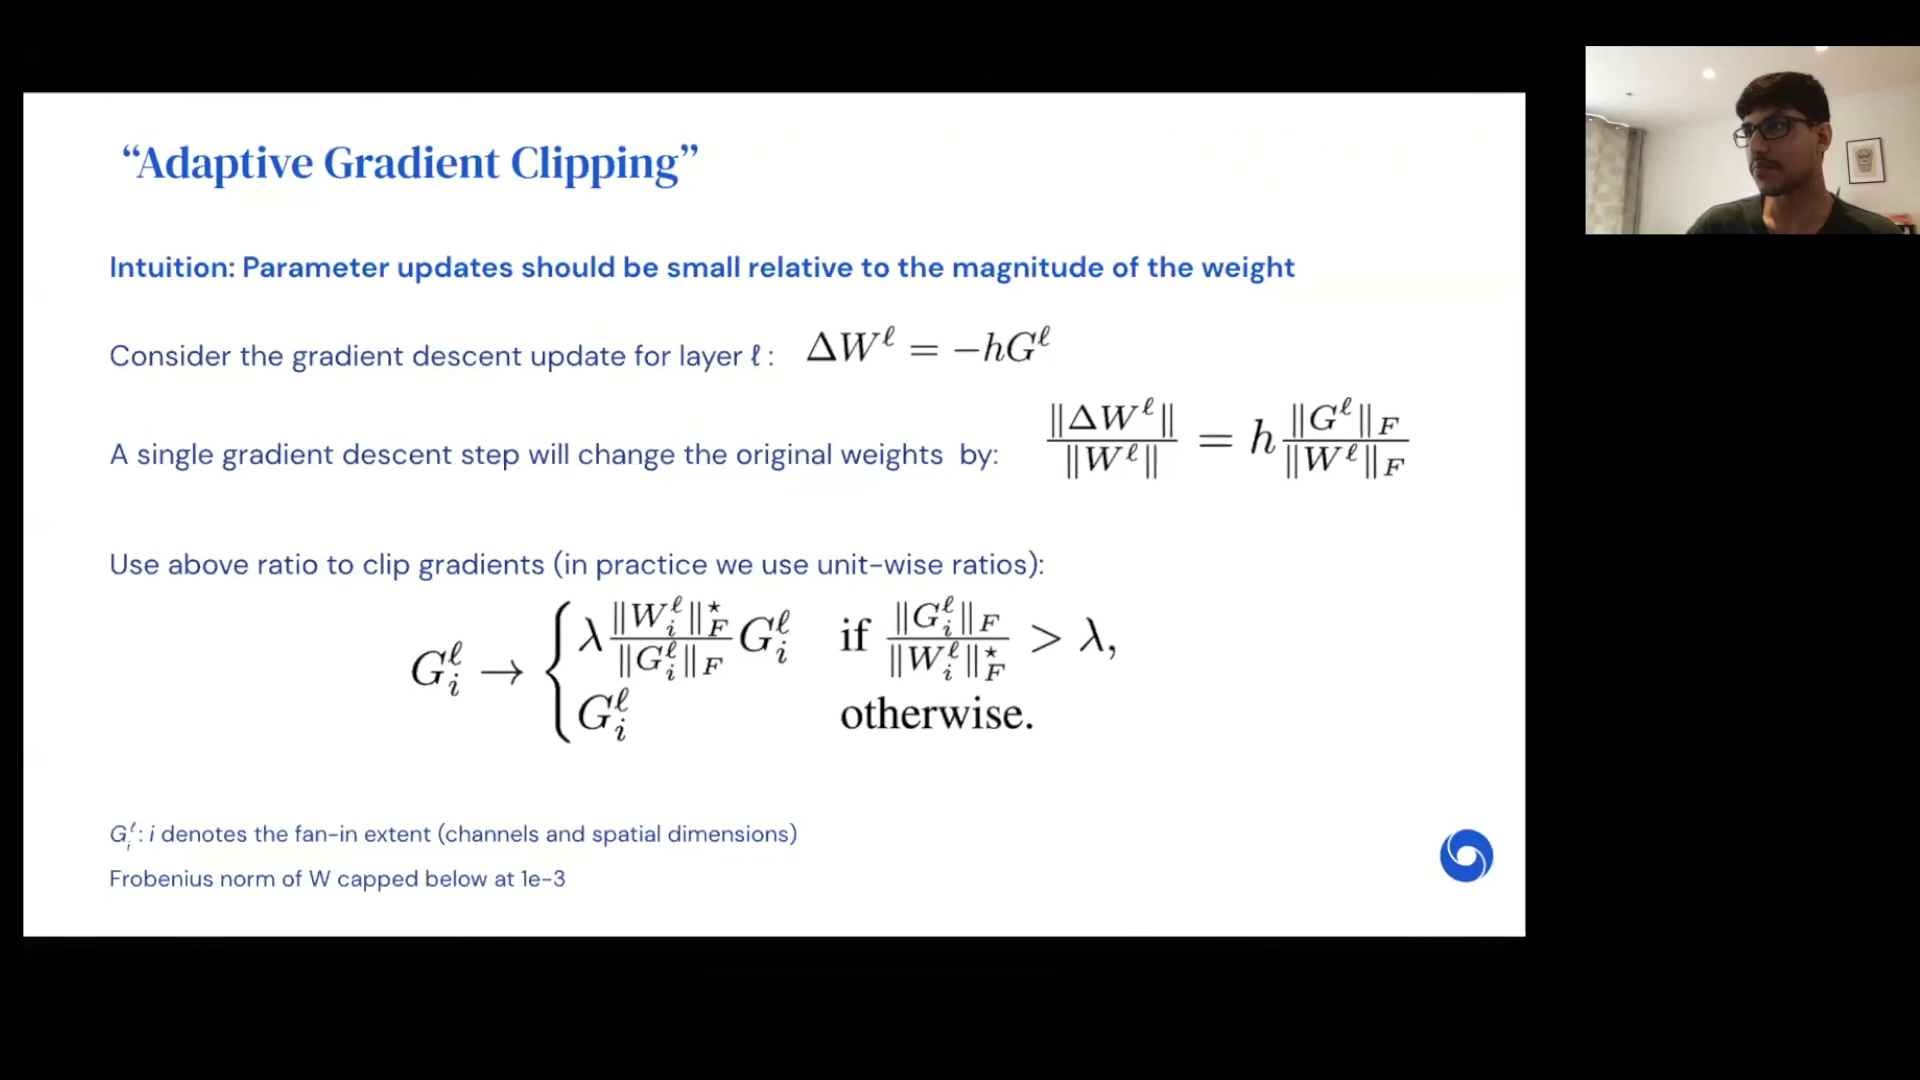 “Adaptive Gradient Clipping”
Intuition: Parameter updates should be small relative to the magnitude of the weight
Consider the gradient descent update for layer ℓ : ΔW^ℓ = −hG^ℓ
A single gradient descent step will change the original weights by: ‖ΔW^ℓ‖ / ‖W^ℓ‖ = h ‖G^ℓ‖_F / ‖W^ℓ‖_F
Use above ratio to clip gradients (in practice we use unit-wise ratios):
G_i^ℓ → { λ (‖W_i^ℓ‖_F^⋆ / ‖G_i^ℓ‖_F) G_i^ℓ if ‖G_i^ℓ‖_F / ‖W_i^ℓ‖_F^⋆ > λ,
G_i^ℓ otherwise.
G_i^ℓ : i denotes the fan-in extent (channels and spatial dimensions)
Frobenius norm of W capped below at 1e-3